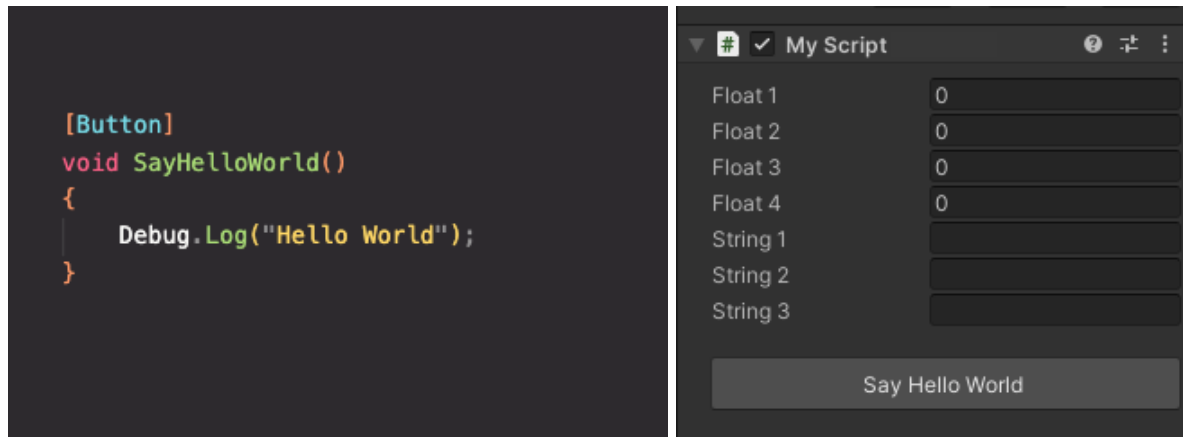 [Button]
void SayHelloWorld()
{
Debug.Log("Hello World");
}
# My Script ?
Float 1 0
Float 2 0
Float 3 0
Float 4 0
String 1
String 2
String 3
Say Hello World